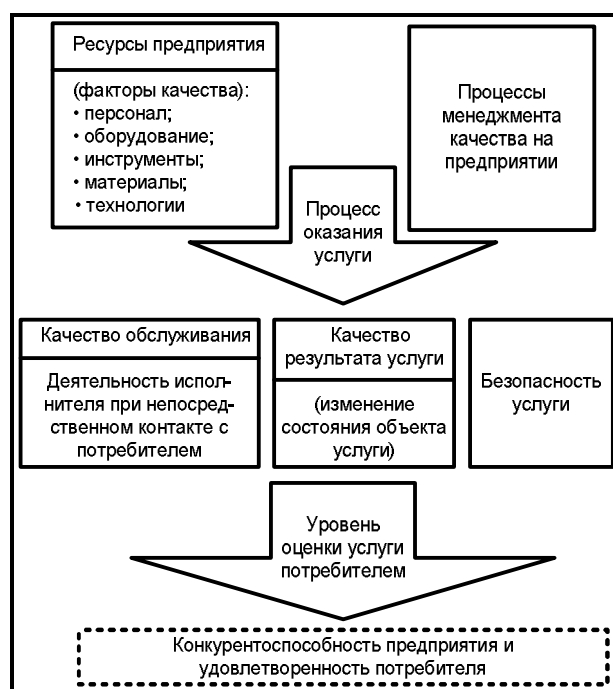 Ресурсы предприятия
(факторы качества):
• персонал;
• оборудование;
• инструменты;
• материалы;
• технологии
Процессы
менеджмента
качества на
предприятии
Процесс
оказания
услуги
Качество обслуживания
Деятельность испол-
нителя при непосред-
ственном контакте с
потребителем
Качество
результата услуги
(изменение
состояния объекта
услуги)
Безопасность
услуги
Уровень
оценки услуги
потребителем
Конкурентоспособность предприятия и
удовлетворенность потребителя